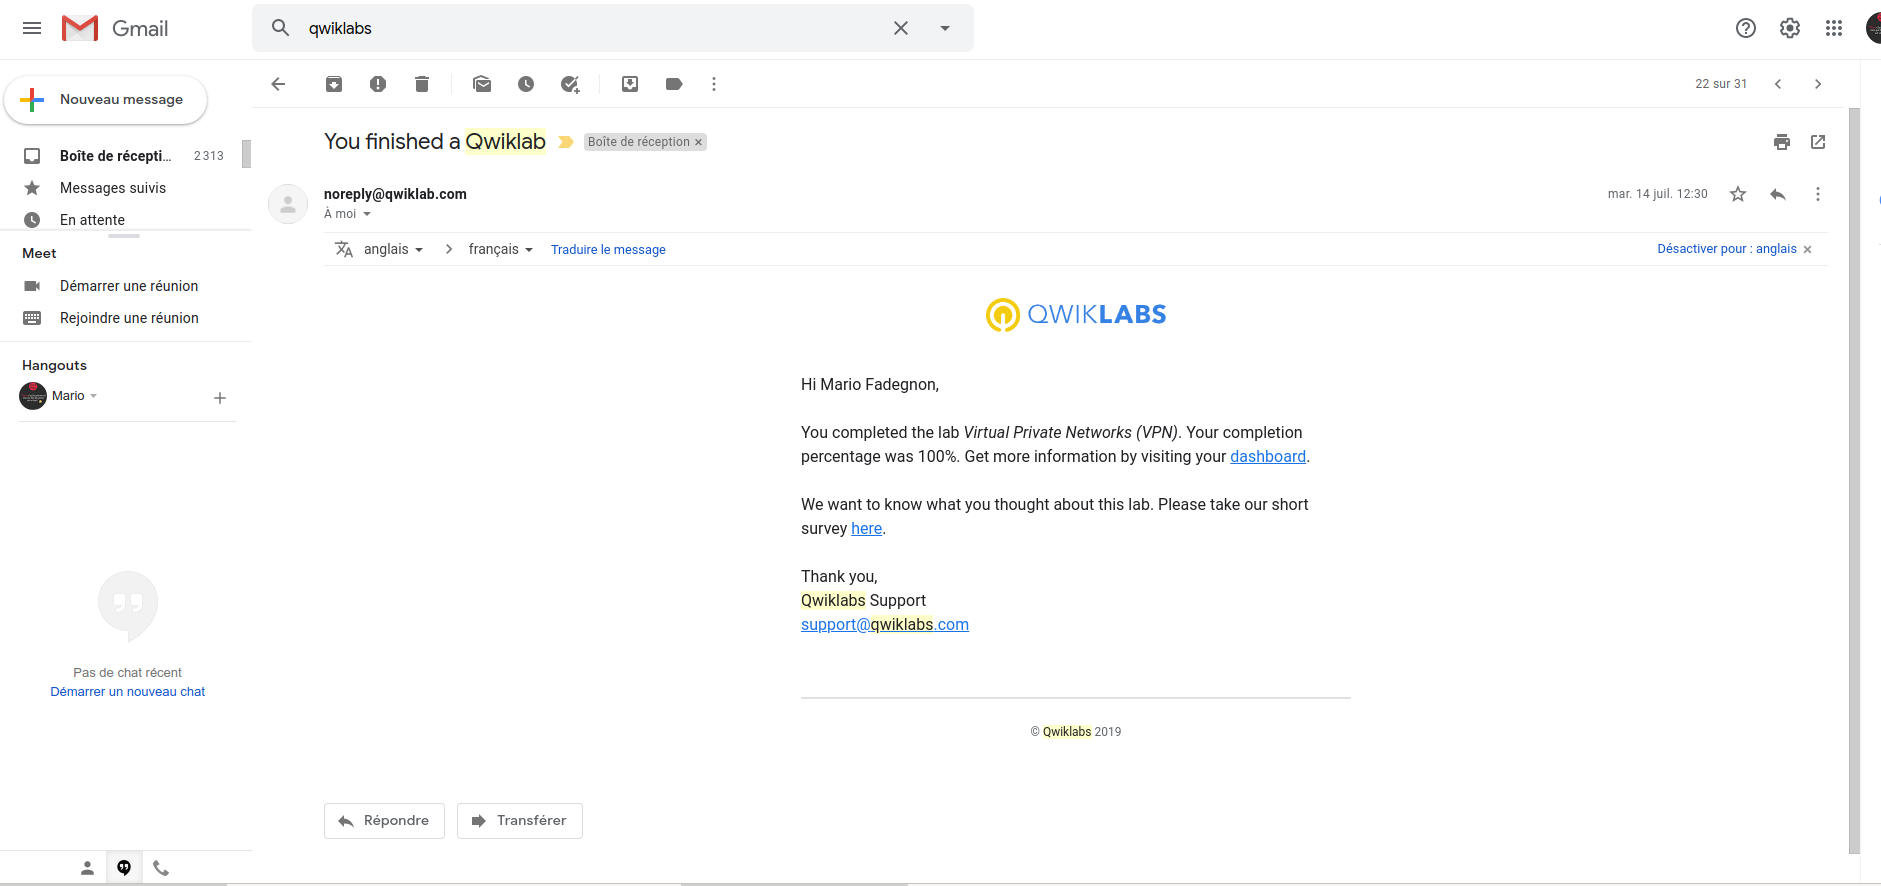 Gmail
qwiklabs
Nouveau message
22 sur 31
Boîte de récepti... 2 313
Messages suivis
En attente
Meet
Démarrer une réunion
Rejoindre une réunion
Hangouts
Mario
Pas de chat récent
Démarrer un nouveau chat
You finished a Qwiklab Boîte de réception ×
noreply@qwiklab.com mar. 14 juil. 12:30
À moi
anglais > français Traduire le message Désactiver pour : anglais ×
QWIKLABS
Hi Mario Fadegnon,
You completed the lab Virtual Private Networks (VPN). Your completion
percentage was 100%. Get more information by visiting your dashboard.
We want to know what you thought about this lab. Please take our short
survey here.
Thank you,
Qwiklabs Support
support@qwiklabs.com
© Qwiklabs 2019
Répondre Transférer